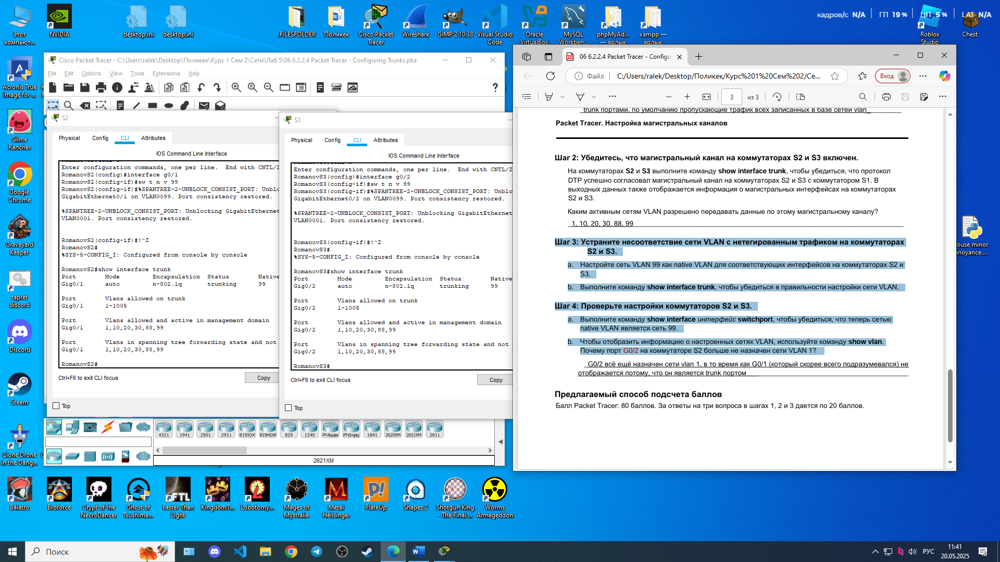 Этот компьют...
NVIDIA
desktop.ini
desktop.ini
.FILESFOLDER
Поликек
Cisco Packet Tracer
Wireshark
GIMP 2.10.38
Visual Studio Code
Oracle VirtualBox
MySQL Workben...
phpMyAd... — ярлык
xampp — ярлык
кадров/с N/A ГП 19 % ЦП 5 % LAT N/A
Roblox Studio
Chest
Acronis True Image for ...
Slime Rancher
Google Chrome
Graveyard Keeper
zapret discord
Discord
Steam
Clone Drone in the Dang...
Cisco Packet Tracer - C:\Users\ralek\Desktop\Поликек\Курс 1 Сем 2\Сети\Лаб 5\06 6.2.2.4 Packet Tracer - Configuring Trunks.pka
File Edit Options View Tools Extensions Help
S2
Physical Config CLI Attributes
IOS Command Line Interface
Enter configuration commands, one per line. End with CNTL/Z
RomanovS2(config)#interface g0/1
RomanovS2(config-if)#sw t n v 99
RomanovS2(config-if)#%SPANTREE-2-UNBLOCK_CONSIST_PORT: Unblo
GigabitEthernet0/1 on VLAN0099. Port consistency restored.
%SPANTREE-2-UNBLOCK_CONSIST_PORT: Unblocking GigabitEthernet
VLAN0001. Port consistency restored.
RomanovS2(config-if)#!^Z
RomanovS2#
%SYS-5-CONFIG_I: Configured from console by console
RomanovS2#show interface trunk
Port Mode Encapsulation Status Native
Gig0/1 auto n-802.1q trunking 99
Port Vlans allowed on trunk
Gig0/1 1-1005
Port Vlans allowed and active in management domain
Gig0/1 1,10,20,30,88,99
Port Vlans in spanning tree forwarding state and not
Gig0/1 1,10,20,30,88,99
RomanovS2#
Ctrl+F6 to exit CLI focus
Copy
Top
S3
Physical Config CLI Attributes
IOS Command Line Interface
Enter configuration commands, one per line. End with CNTL/Z
RomanovS3(config)#interface g0/2
RomanovS3(config-if)#sw t n v 99
RomanovS3(config-if)#%SPANTREE-2-UNBLOCK_CONSIST_PORT: Unblo
GigabitEthernet0/2 on VLAN0099. Port consistency restored.
%SPANTREE-2-UNBLOCK_CONSIST_PORT: Unblocking GigabitEthernet
VLAN0001. Port consistency restored.
RomanovS3(config-if)#!^Z
RomanovS3#
%SYS-5-CONFIG_I: Configured from console by console
RomanovS3#show interface trunk
Port Mode Encapsulation Status Native
Gig0/2 auto n-802.1q trunking 99
Port Vlans allowed on trunk
Gig0/2 1-1005
Port Vlans allowed and active in management domain
Gig0/2 1,10,20,30,88,99
Port Vlans in spanning tree forwarding state and not
Gig0/2 1,10,20,30,88,99
RomanovS3#
Ctrl+F6 to exit CLI focus
Copy
Top
4321 1941 2901 2911 819IOX 819HGW 829 1240 PT-Router PT-Empty 1841 2620XM 2621XM 2811
2621XM
06 6.2.2.4 Packet Tracer - Configu
Файл C:/Users/ralek/Desktop/Поликек/Курс%201%20Сем%202/Се...
Вход
3 из 3
trunk портами, по умолчанию пропускающие трафик всех записанных в базе сетей vlan
Packet Tracer. Настройка магистральных каналов
Шаг 2: Убедитесь, что магистральный канал на коммутаторах S2 и S3 включен.
На коммутаторах S2 и S3 выполните команду show interface trunk, чтобы убедиться, что протокол
DTP успешно согласовал магистральный канал на коммутаторах S2 и S3 с коммутатором S1. В
выходных данных также отображается информация о магистральных интерфейсах на коммутаторах
S2 и S3.
Каким активным сетям VLAN разрешено передавать данные по этому магистральному каналу?
1, 10, 20, 30, 88, 99
Шаг 3: Устраните несоответствие сети VLAN с нетегированным трафиком на коммутаторах
S2 и S3.
a. Настройте сеть VLAN 99 как native VLAN для соответствующих интерфейсов на коммутаторах S2 и
S3.
b. Выполните команду show interface trunk, чтобы убедиться в правильности настройки сети VLAN.
Шаг 4: Проверьте настройки коммутаторов S2 и S3.
a. Выполните команду show interface интерфейс switchport, чтобы убедиться, что теперь сетью
native VLAN является сеть 99.
b. Чтобы отобразить информацию о настроенных сетях VLAN, используйте команду show vlan.
Почему порт G0/2 на коммутаторе S2 больше не назначен сети VLAN 1?
G0/2 всё ещё назначен сети vlan 1, в то время как G0/1 (который скорее всего подразумевался) не
отображается потому, что он является trunk портом
Предлагаемый способ подсчета баллов
Балл Packet Tracer: 80 баллов. За ответы на три вопроса в шагах 1, 2 и 3 дается по 20 баллов.
ouse minor
nnoyance....
Balatro
Broforce
Crypt of the NecroDancer
Ghost of Tsushima...
Faster Than Light
KingdomT...
Lobotomy...
Mages of Mystralia
Metal Hellsinger
PlateUp
Shapez 2
Shotgun King - The Final ...
Worms Armageddon
Поиск
РУС
11:41
20.05.2025